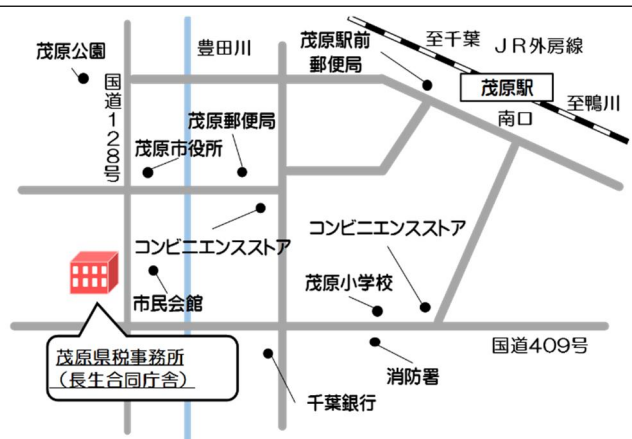 茂原公園
国道128号
豊田川
茂原駅前
郵便局
至千葉
JR外房線
茂原駅
至鴨川
南口
茂原郵便局
茂原市役所
コンビニエンスストア
コンビニエンスストア
茂原小学校
市民会館
国道409号
茂原県税事務所
(長生合同庁舎)
消防署
千葉銀行